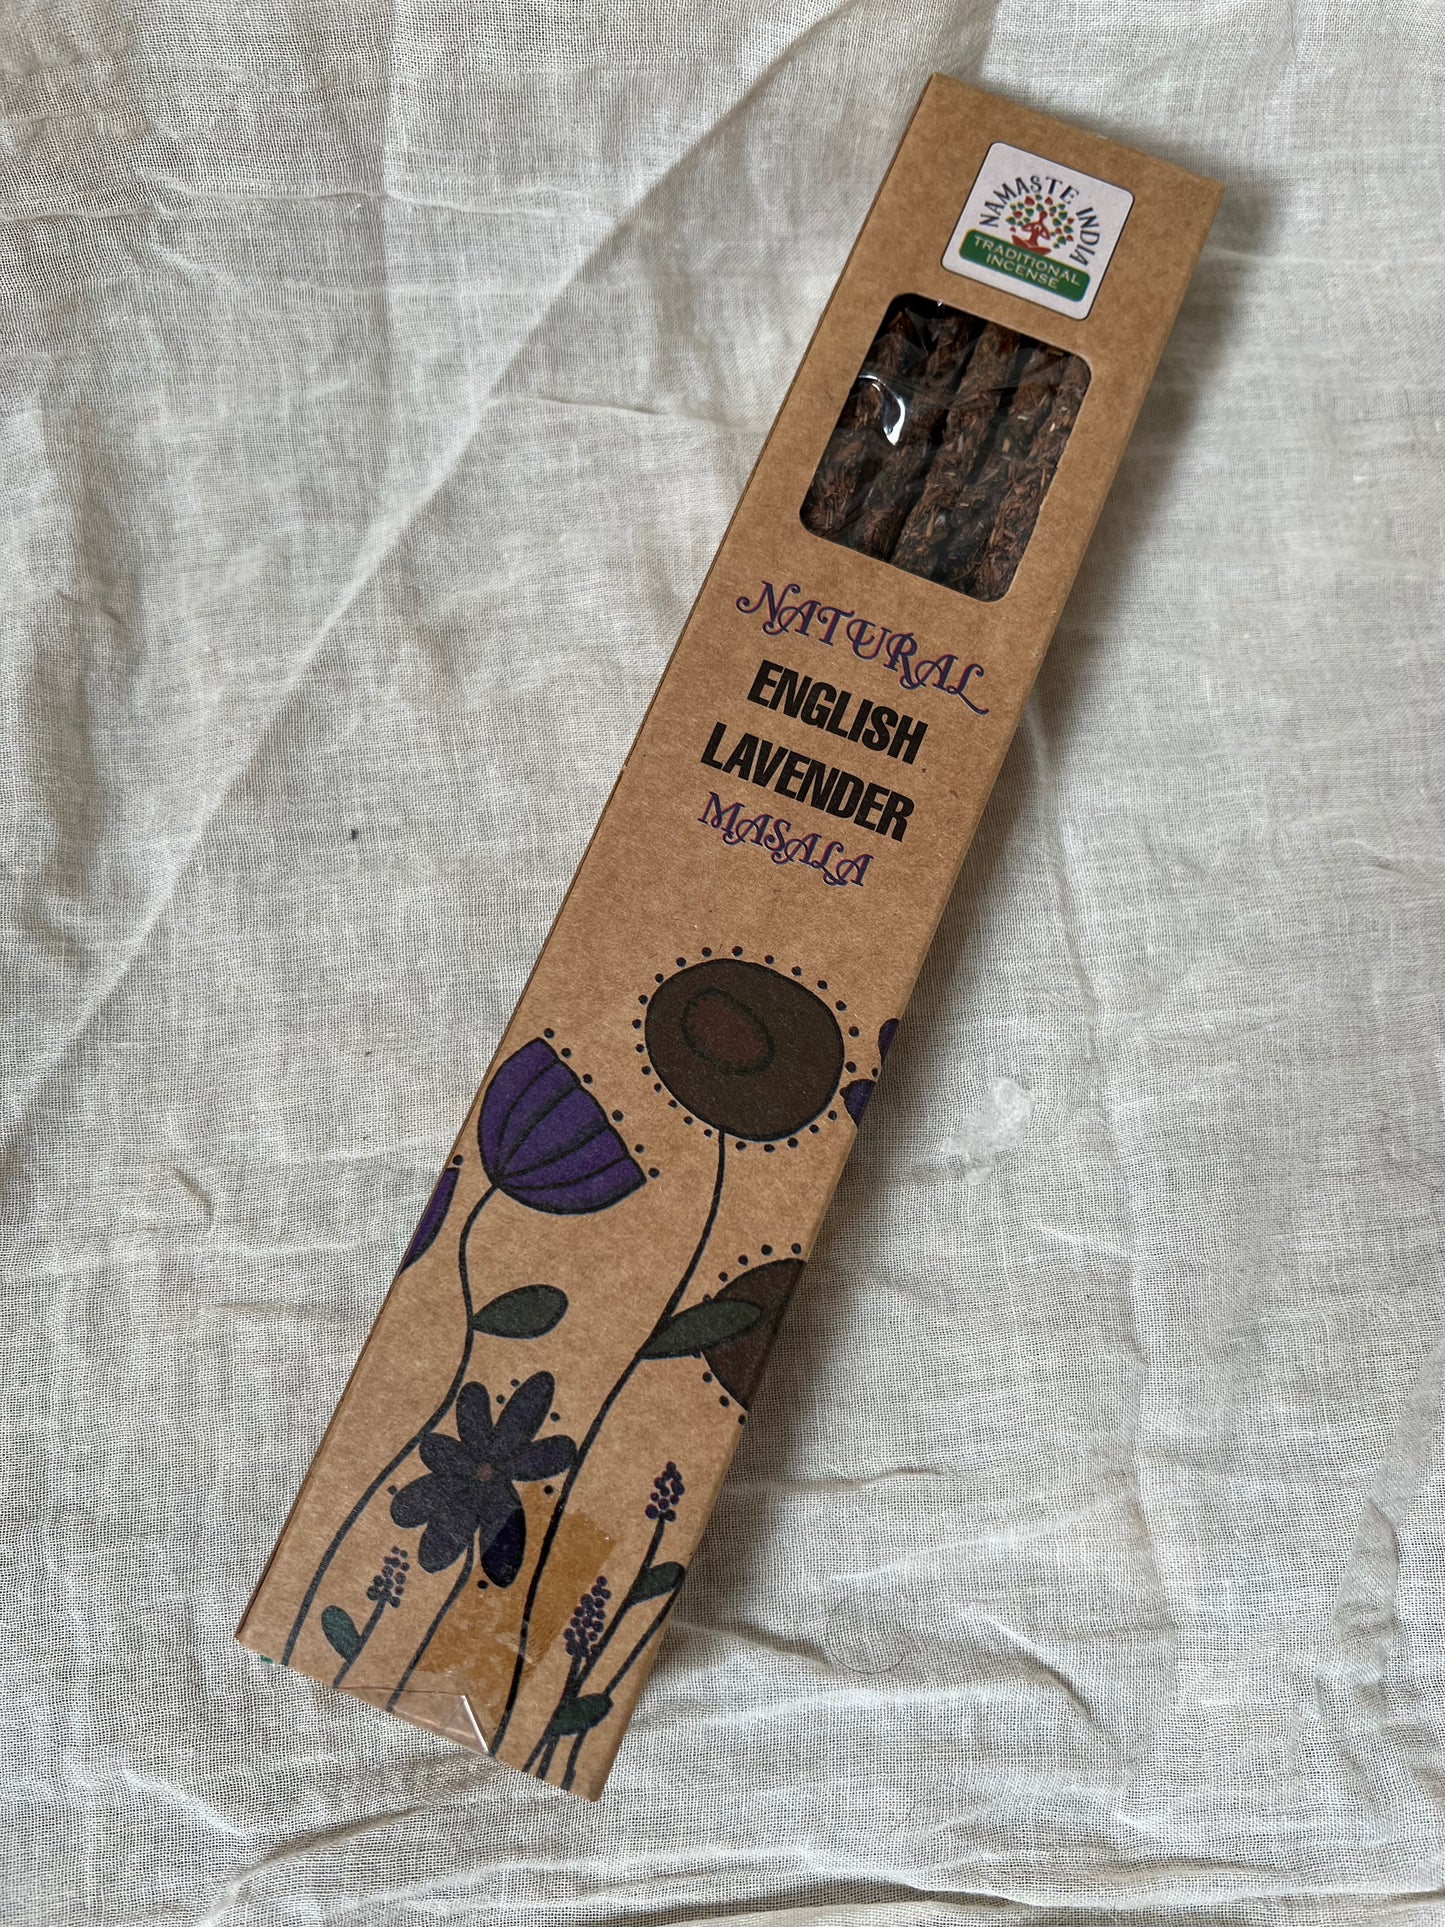 NAMASTE INDIA
TRADITIONAL
INCENSE
NATURAL
ENGLISH
LAVENDER
MASALA